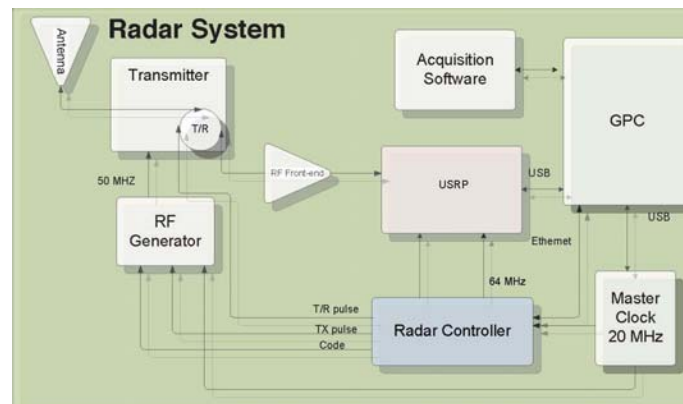 Radar System
Antenna
Transmitter
T/R
Acquisition
Software
GPC
RF Front-end
USRP
USB
50 MHZ
RF
Generator
Ethernet
USB
64 MHz
T/R pulse
TX pulse
Code
Radar Controller
Master
Clock
20 MHz